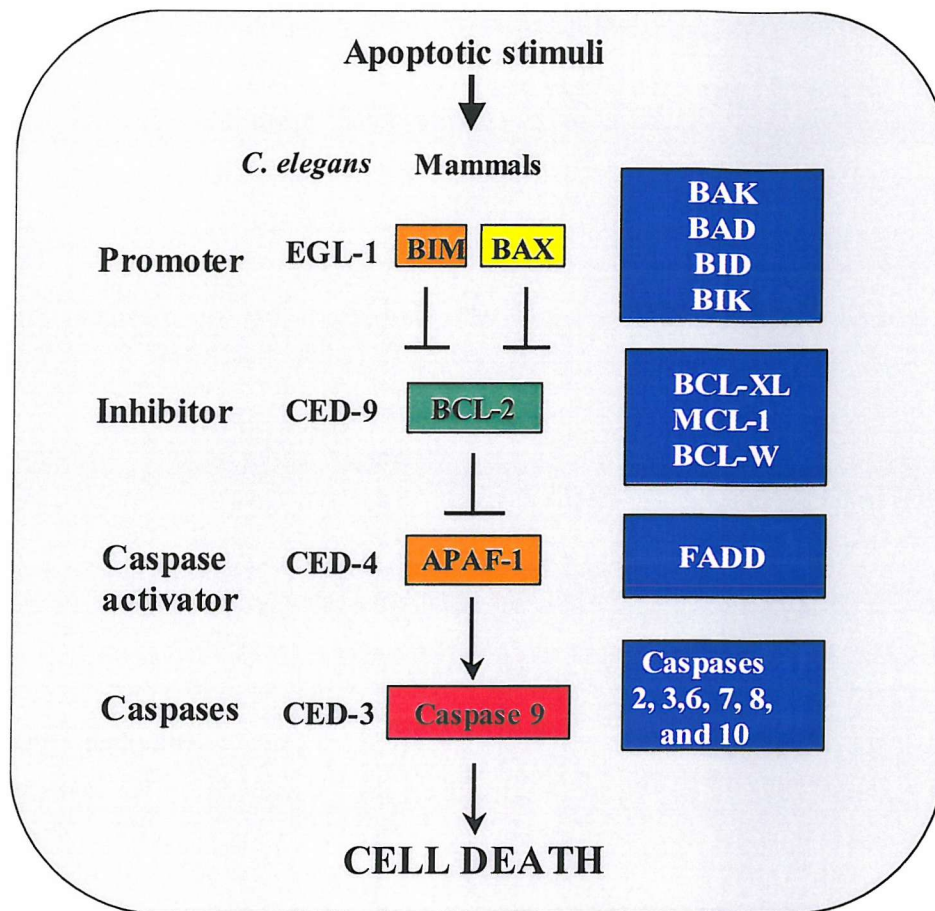 Apoptotic stimuli
C. elegans Mammals
Promoter EGL-1 BIM BAX
BAK
BAD
BID
BIK
Inhibitor CED-9 BCL-2
BCL-XL
MCL-1
BCL-W
Caspase
activator
CED-4 APAF-1
FADD
Caspases CED-3 Caspase 9
Caspases
2, 3,6, 7, 8,
and 10
CELL DEATH